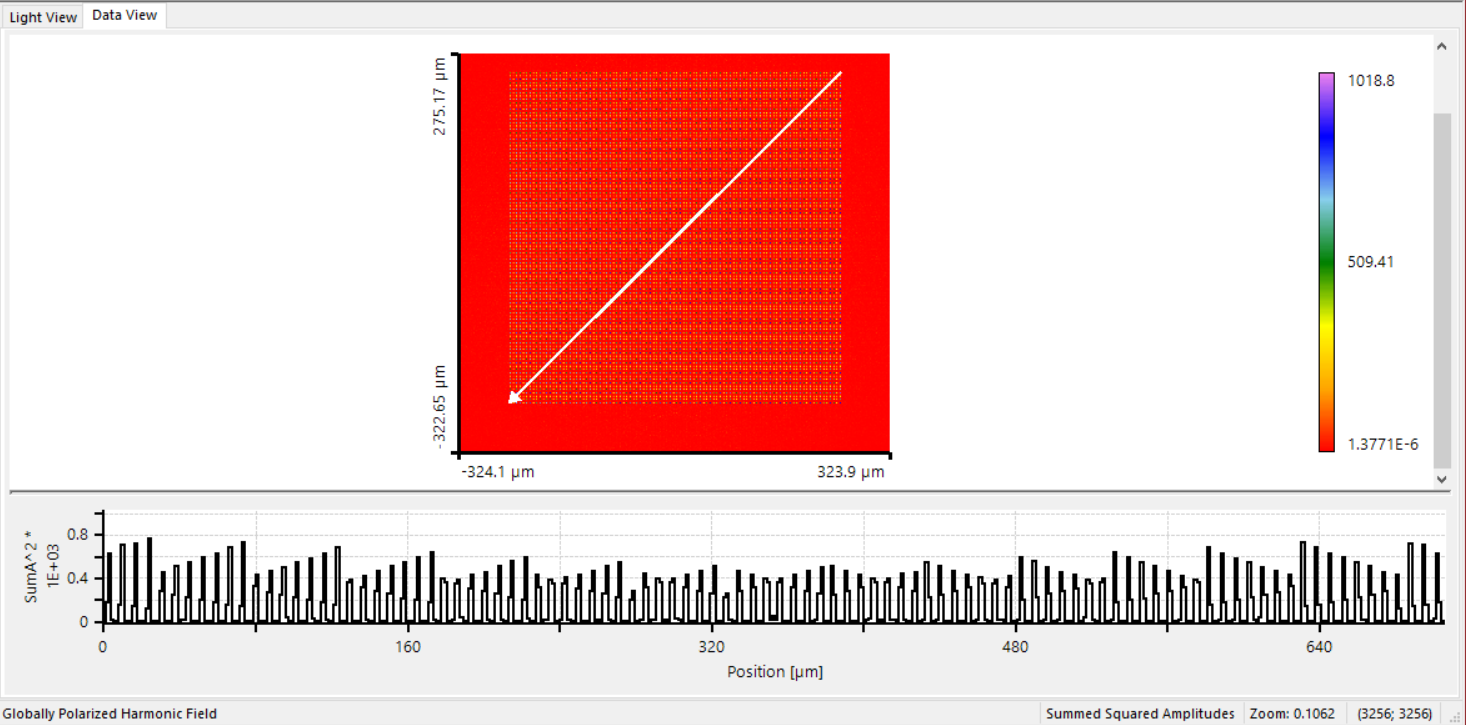 Light View
Data View
275.17 µm
-322.65 µm
-324.1 µm
323.9 µm
1018.8
509.41
1.3771E-6
SumA^2 *
1E+03
0.8
0.4
0
0
160
320
480
640
Position [µm]
Globally Polarized Harmonic Field
Summed Squared Amplitudes
Zoom: 0.1062
(3256; 3256)